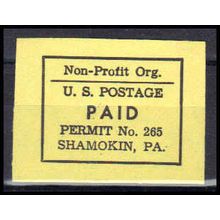 Non-Profit Org.
U. S. POSTAGE
PAID
PERMIT No. 265
SHAMOKIN, PA.